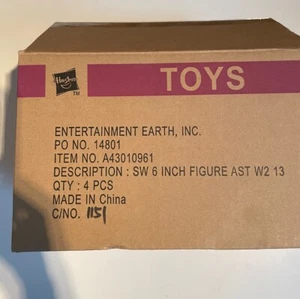 Hasbro
TM
TOYS
ENTERTAINMENT EARTH, INC.
PO NO. 14801
ITEM NO. A43010961
DESCRIPTION : SW 6 INCH FIGURE AST W2 13
QTY : 4 PCS
MADE IN China
C/NO. 1151